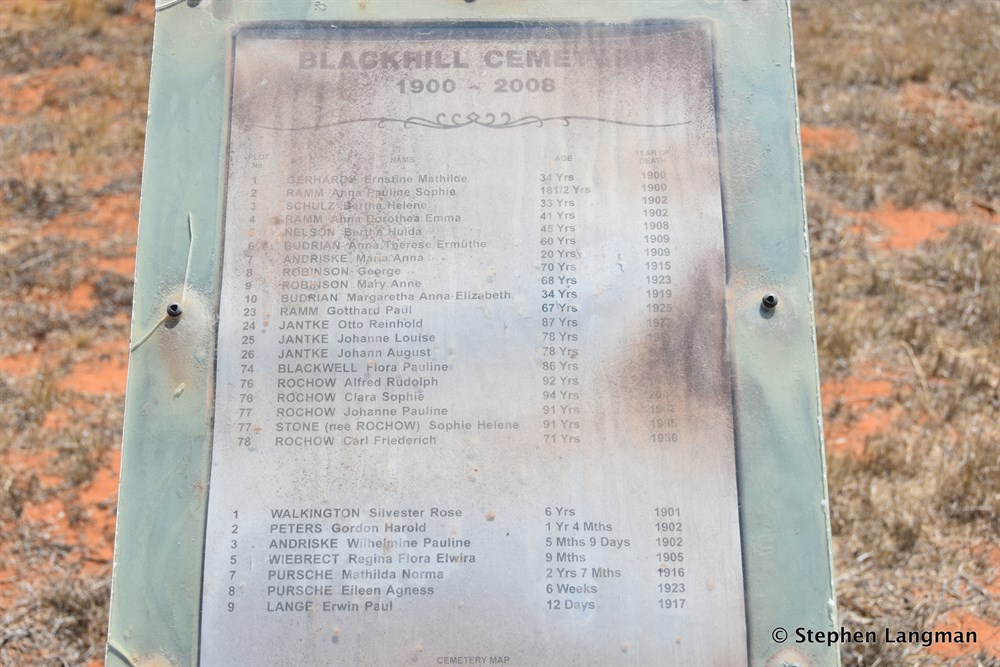 BLACKHILL CEMETERY
1900 - 2008
PLOT No. NAME AGE YEAR OF DEATH
1 GERHARDY Ernstine Mathilde 34 Yrs 1900
2 RAMM Anna Pauline Sophie 181/2 Yrs 1900
3 SCHULZ Bertha Helene 33 Yrs 1902
4 RAMM Anna Dorothea Emma 41 Yrs 1902
5 NELSON Bertha Hulda 45 Yrs 1908
6 BUDRIAN Anna Therese Ermuthe 60 Yrs 1909
7 ANDRISKE Maria Anna 20 Yrs 1909
8 ROBINSON George 70 Yrs 1915
9 ROBINSON Mary Anne 68 Yrs 1923
10 BUDRIAN Margaretha Anna Elizabeth 34 Yrs 1919
23 RAMM Gotthard Paul 67 Yrs
24 JANTKE Otto Reinhold 87 Yrs
25 JANTKE Johanne Louise 78 Yrs
26 JANTKE Johann August 78 Yrs
74 BLACKWELL Flora Pauline 86 Yrs
76 ROCHOW Alfred Rudolph 92 Yrs
76 ROCHOW Clara Sophie 94 Yrs
77 ROCHOW Johanne Pauline 91 Yrs
77 STONE (nee ROCHOW) Sophie Helene 91 Yrs
78 ROCHOW Carl Friederich 71 Yrs
1 WALKINGTON Silvester Rose 6 Yrs 1901
2 PETERS Gordon Harold 1 Yr 4 Mths 1902
3 ANDRISKE Wilhelmine Pauline 5 Mths 9 Days 1902
5 WIEBRECT Regina Flora Elwira 9 Mths 1905
7 PURSCHE Mathilda Norma 2 Yrs 7 Mths 1916
8 PURSCHE Eileen Agness 6 Weeks 1923
9 LANGE Erwin Paul 12 Days 1917
CEMETERY MAP
© Stephen Langman